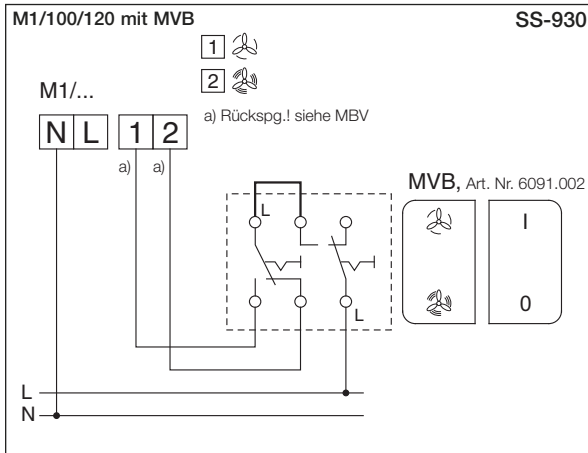 M1/100/120 mit MVB SS-930
1
2
M1/...
a) Rückspg.! siehe MBV
N L 1 2
a) a)
MVB, Art. Nr. 6091.002
L
I
0
L
L
N